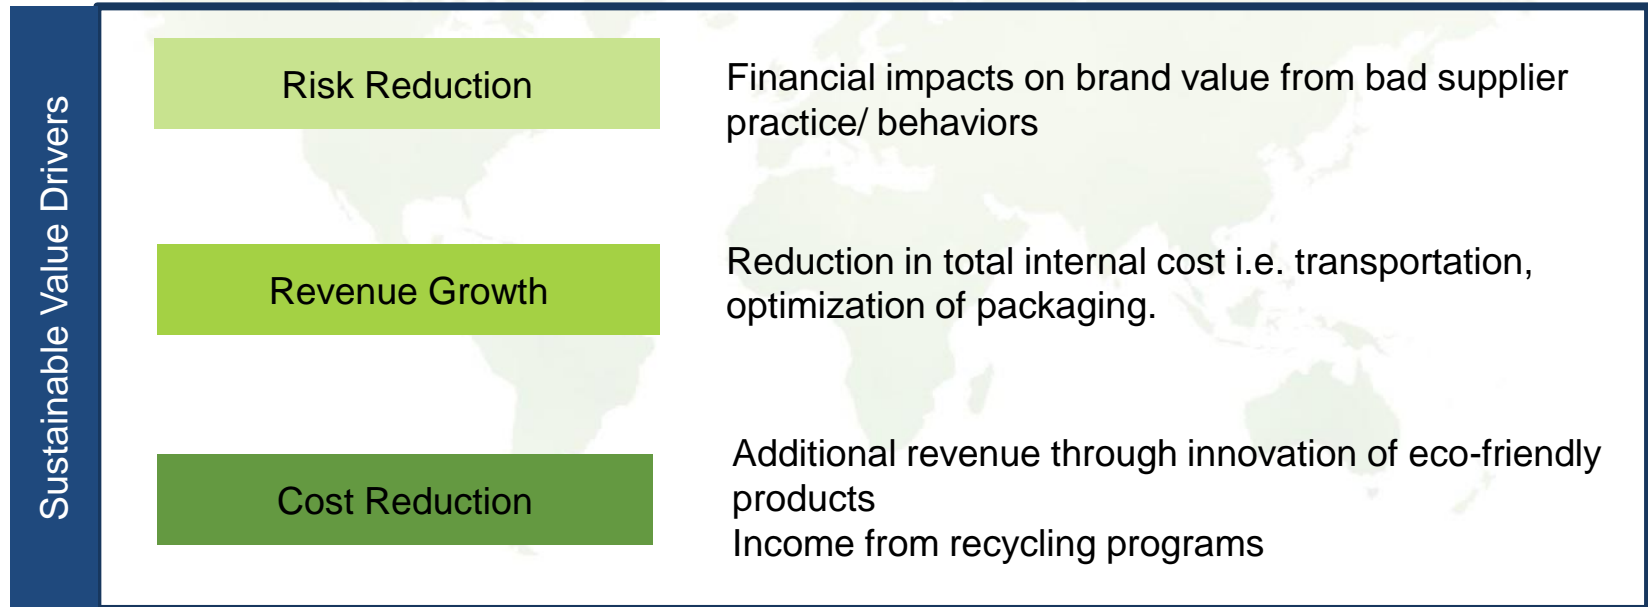 Sustainable Value Drivers
Risk Reduction
Financial impacts on brand value from bad supplier
practice/ behaviors
Revenue Growth
Reduction in total internal cost i.e. transportation,
optimization of packaging.
Cost Reduction
Additional revenue through innovation of eco-friendly
products
Income from recycling programs